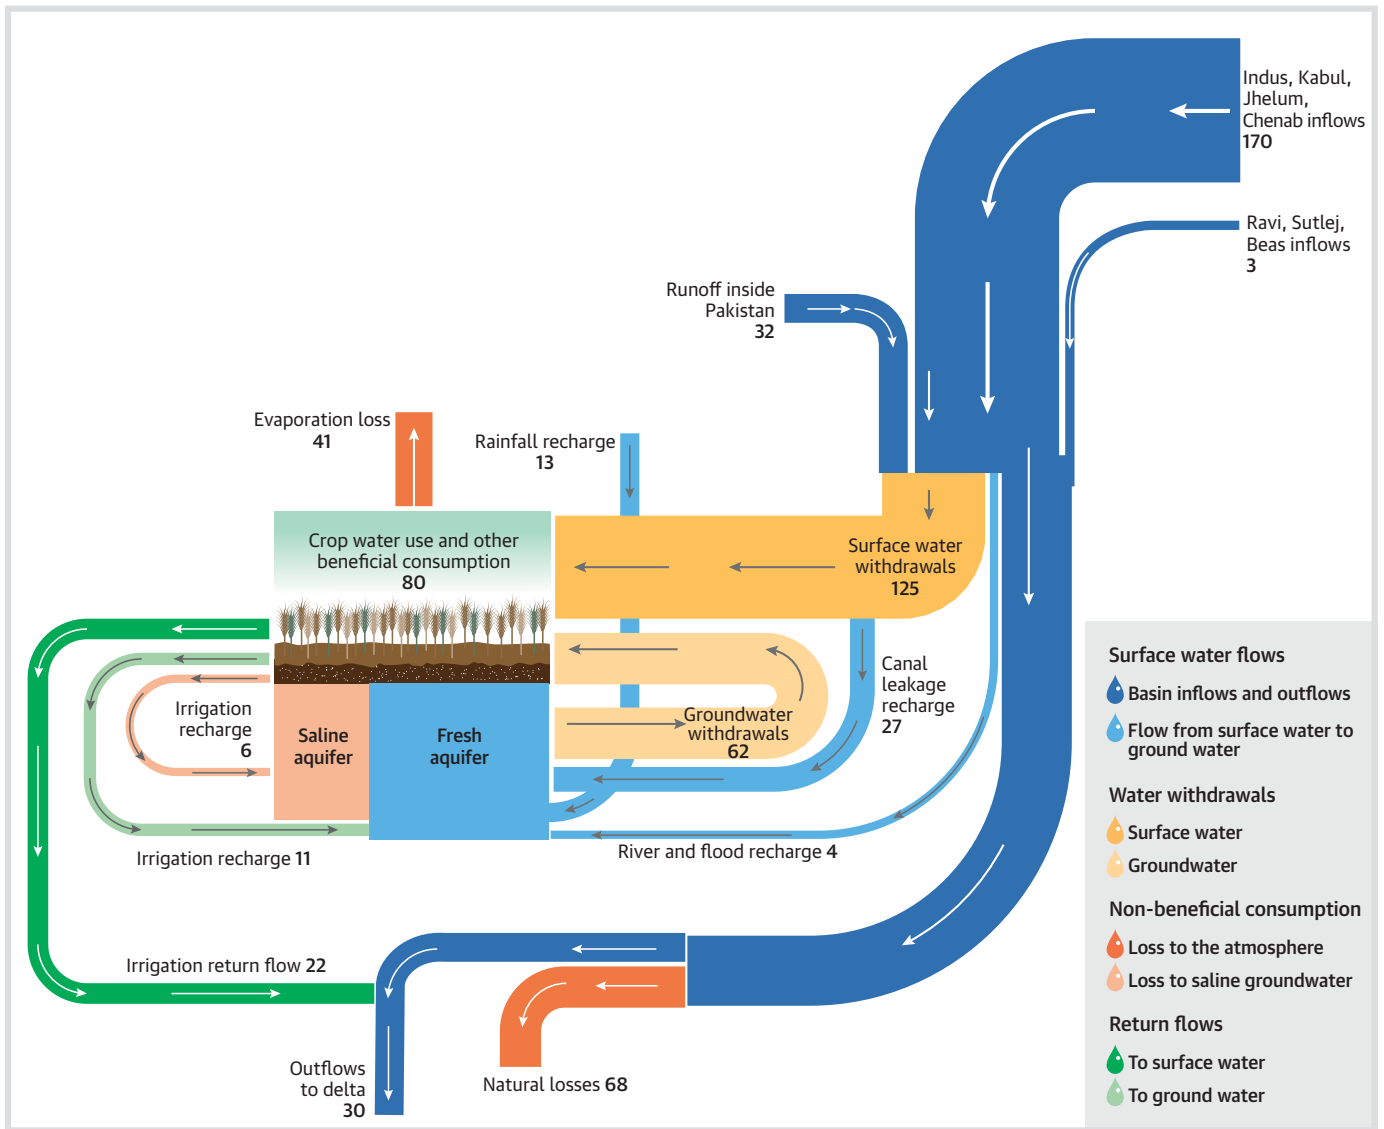 Indus, Kabul,
Jhelum,
Chenab inflows
170
Ravi, Sutlej,
Beas inflows
3
Runoff inside
Pakistan
32
Evaporation loss
41
Rainfall recharge
13
Crop water use and other
beneficial consumption
80
Surface water
withdrawals
125
Canal
leakage
recharge
27
Groundwater
withdrawals
62
Irrigation
recharge
6
Saline
aquifer
Fresh
aquifer
Irrigation recharge 11
River and flood recharge 4
Irrigation return flow 22
Outflows
to delta
30
Natural losses 68
Surface water flows
Basin inflows and outflows
Flow from surface water to
ground water
Water withdrawals
Surface water
Groundwater
Non-beneficial consumption
Loss to the atmosphere
Loss to saline groundwater
Return flows
To surface water
To ground water